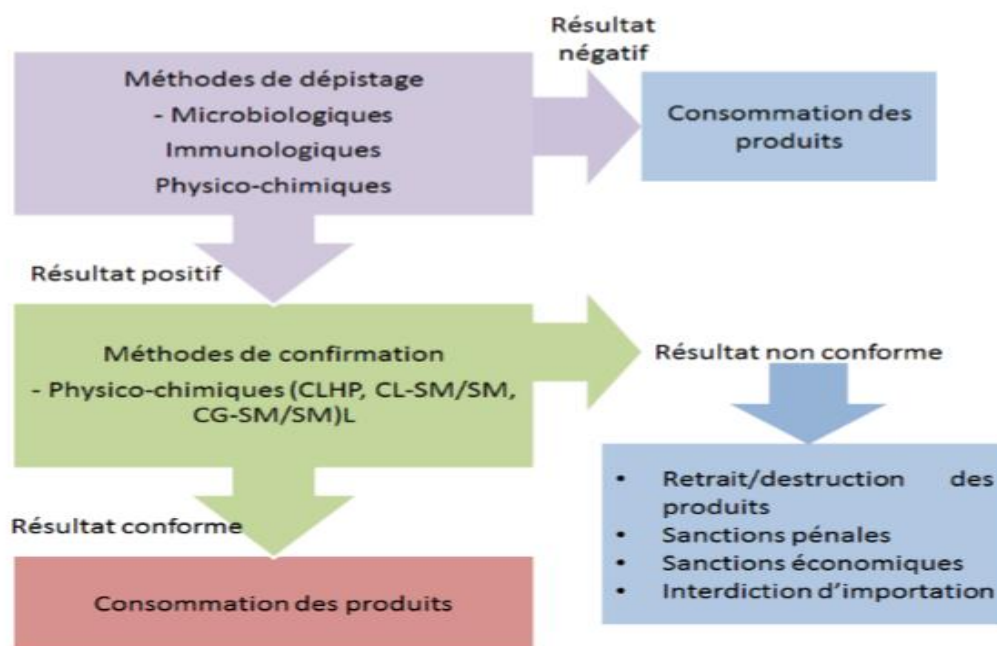 Résultat
négatif
Méthodes de dépistage
- Microbiologiques
Immunologiques
Physico-chimiques
Consommation des
produits
Résultat positif
Méthodes de confirmation
- Physico-chimiques (CLHP, CL-SM/SM,
CG-SM/SM)L
Résultat non conforme
Résultat conforme
Consommation des produits
• Retrait/destruction des
produits
• Sanctions pénales
• Sanctions économiques
• Interdiction d'importation